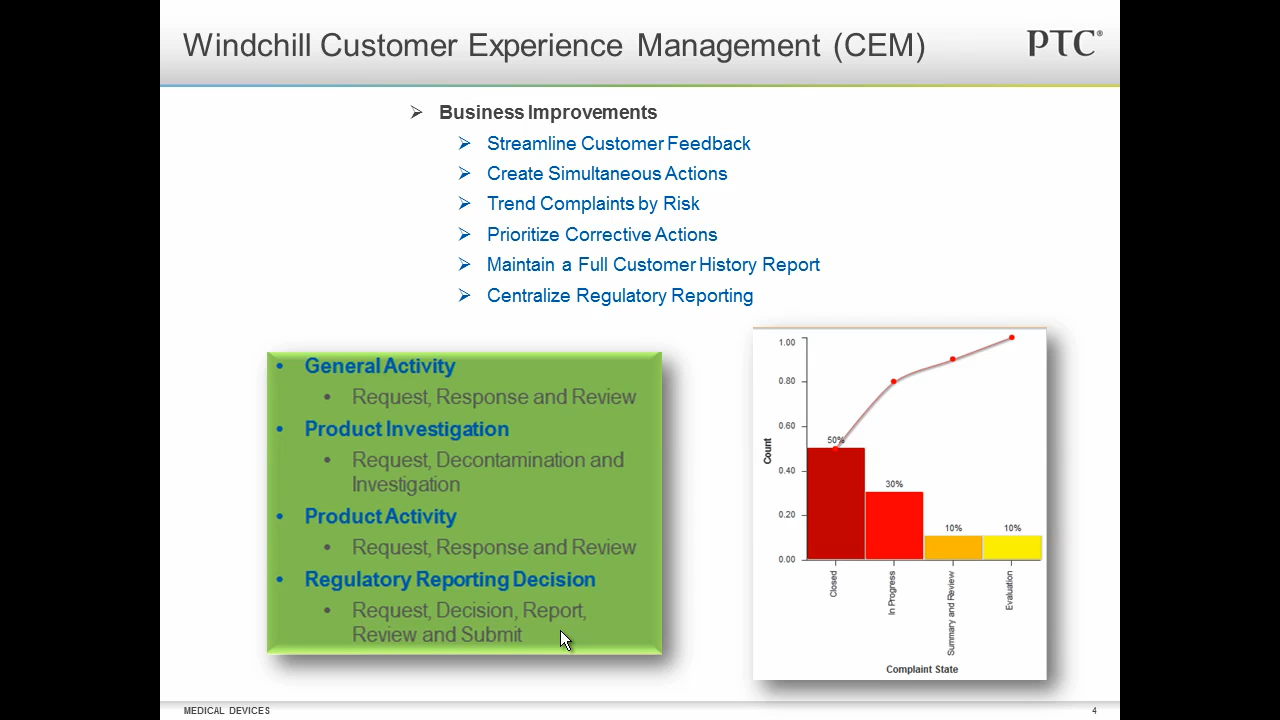 Windchill Customer Experience Management (CEM)
PTC®
Business Improvements
Streamline Customer Feedback
Create Simultaneous Actions
Trend Complaints by Risk
Prioritize Corrective Actions
Maintain a Full Customer History Report
Centralize Regulatory Reporting
• General Activity
• Request, Response and Review
• Product Investigation
• Request, Decontamination and
Investigation
• Product Activity
• Request, Response and Review
• Regulatory Reporting Decision
• Request, Decision, Report,
Review and Submit
1.00
0.80
0.60
0.40
0.20
0.00
Count
50%
30%
10%
10%
Closed
In Progress
Summary and Review
Evaluation
Complaint State
MEDICAL DEVICES
4